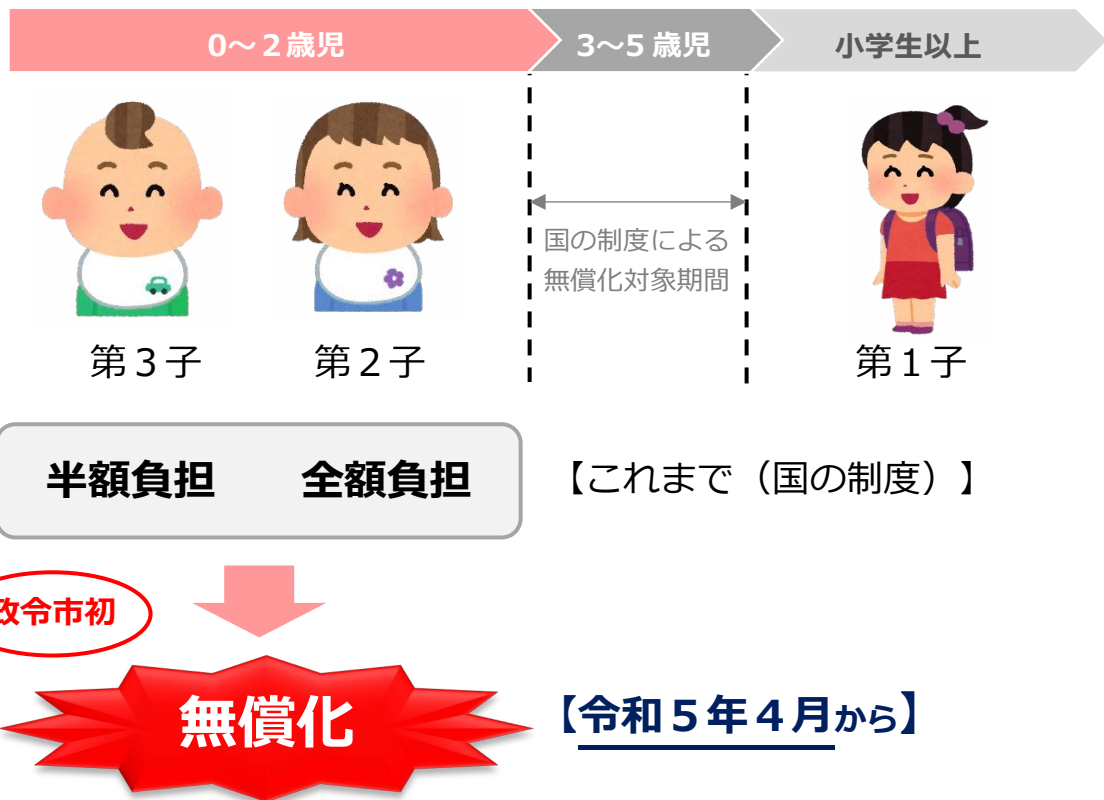 0～２歳児
3～5 歳児
小学生以上
国の制度による
無償化対象期間
第３子
第２子
第１子
半額負担
全額負担
【これまで（国の制度）】
政令市初
無償化
【令和５年４月から】